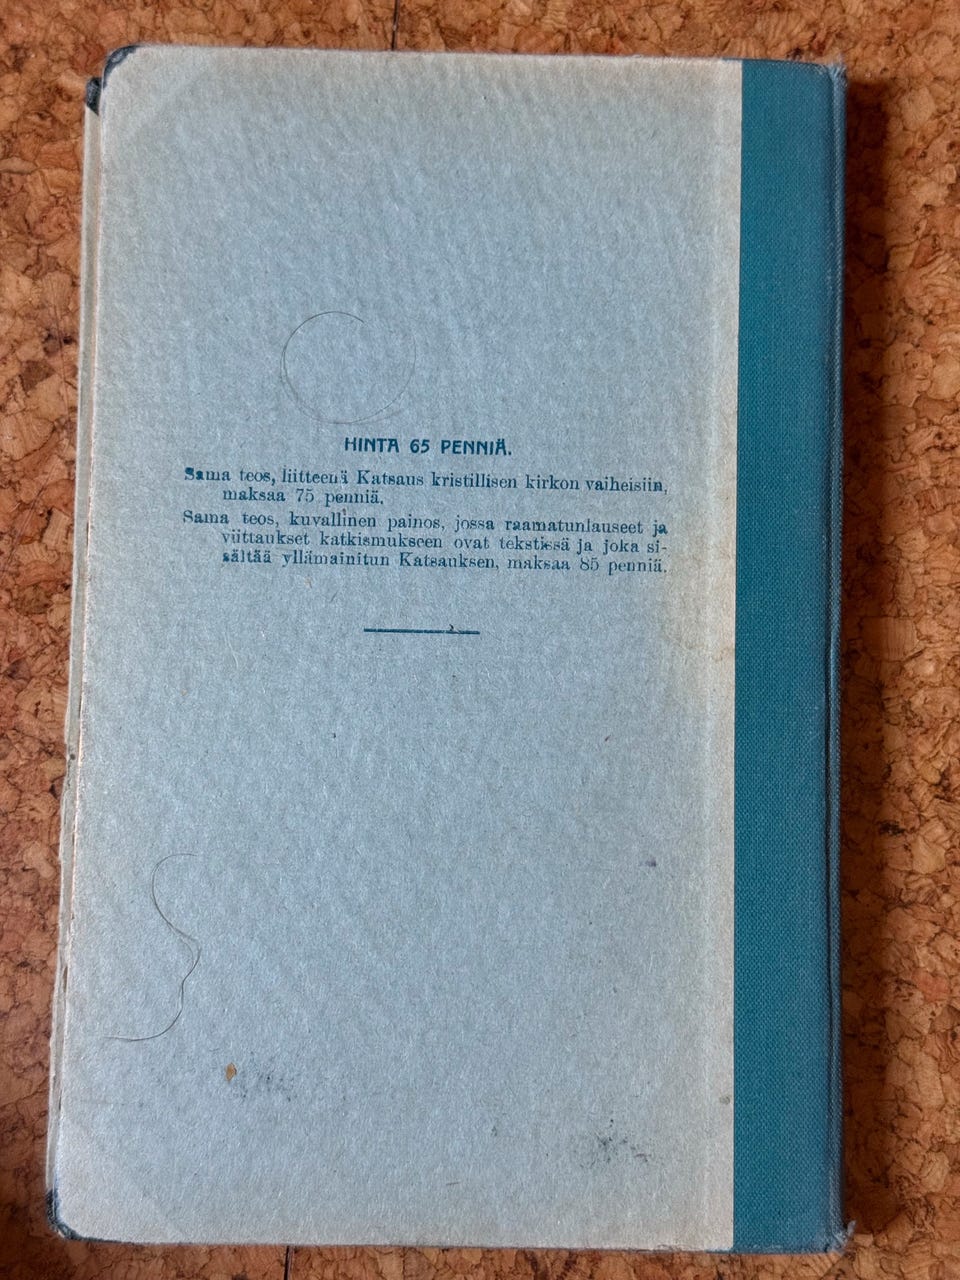 HINTA 65 PENNIÄ.
Sama teos, liitteenä Katsaus kristillisen kirkon vaiheisiin,
maksaa 75 penniä.
Sama teos, kuvallinen painos, jossa raamatunlauseet ja
viittaukset katkismukseen ovat tekstissä ja joka si-
sältää yllämainitun Katsauksen, maksaa 85 penniä.